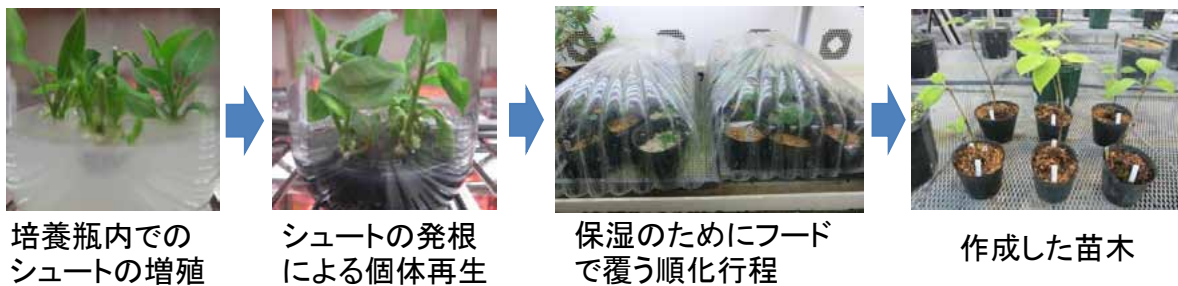 培養瓶内での
シュートの増殖
シュートの発根
による個体再生
保湿のためにフード
で覆う順化行程
作成した苗木